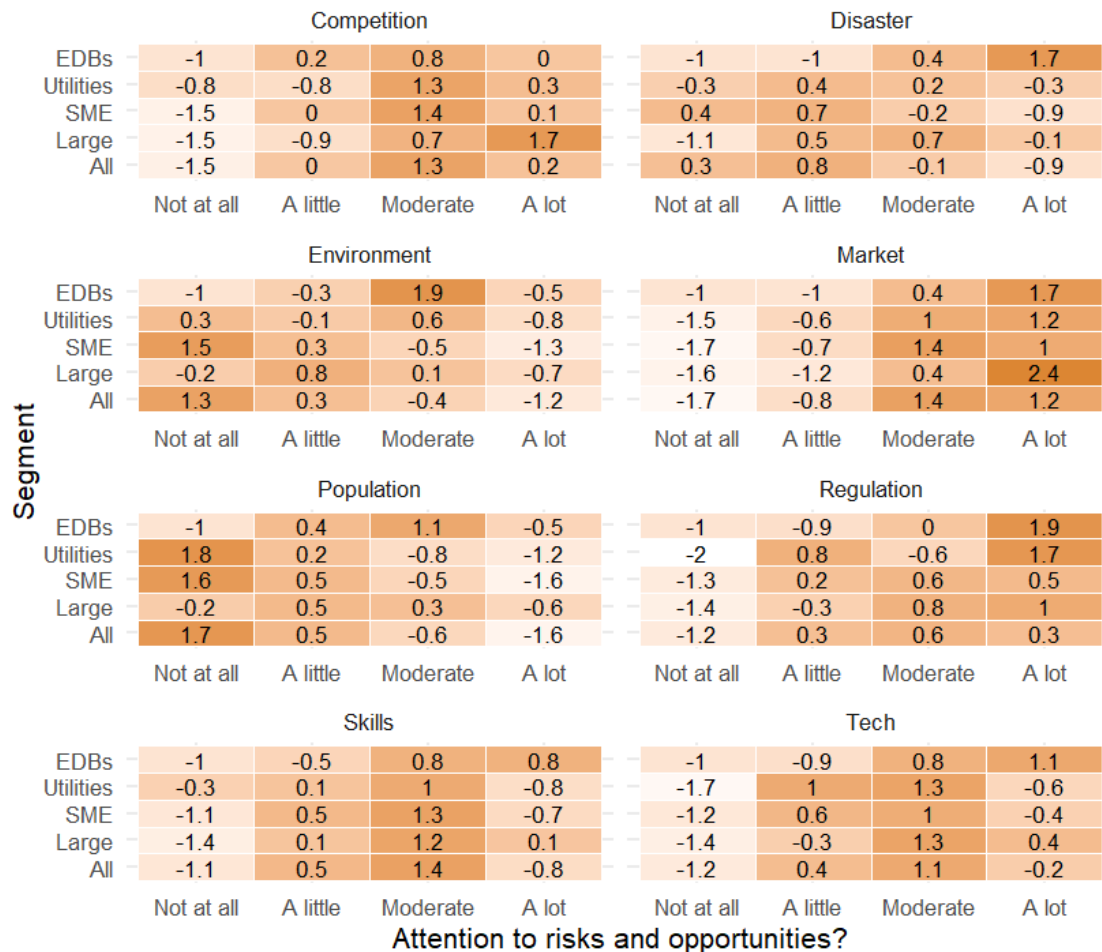 Competition Disaster
EDBs -1 0.2 0.8 0 -1 -1 0.4 1.7
Utilities -0.8 -0.8 1.3 0.3 -0.3 0.4 0.2 -0.3
SME -1.5 0 1.4 0.1 0.4 0.7 -0.2 -0.9
Large -1.5 -0.9 0.7 1.7 -1.1 0.5 0.7 -0.1
All -1.5 0 1.3 0.2 0.3 0.8 -0.1 -0.9
Not at all A little Moderate A lot Not at all A little Moderate A lot
Environment Market
EDBs -1 -0.3 1.9 -0.5 -1 -1 0.4 1.7
Utilities 0.3 -0.1 0.6 -0.8 -1.5 -0.6 1 1.2
SME 1.5 0.3 -0.5 -1.3 -1.7 -0.7 1.4 1
Large -0.2 0.8 0.1 -0.7 -1.6 -1.2 0.4 2.4
All 1.3 0.3 -0.4 -1.2 -1.7 -0.8 1.4 1.2
Not at all A little Moderate A lot Not at all A little Moderate A lot
Segment
Population Regulation
EDBs -1 0.4 1.1 -0.5 -1 -0.9 0 1.9
Utilities 1.8 0.2 -0.8 -1.2 -2 0.8 -0.6 1.7
SME 1.6 0.5 -0.5 -1.6 -1.3 0.2 0.6 0.5
Large -0.2 0.5 0.3 -0.6 -1.4 -0.3 0.8 1
All 1.7 0.5 -0.6 -1.6 -1.2 0.3 0.6 0.3
Not at all A little Moderate A lot Not at all A little Moderate A lot
Skills Tech
EDBs -1 -0.5 0.8 0.8 -1 -0.9 0.8 1.1
Utilities -0.3 0.1 1 -0.8 -1.7 1 1.3 -0.6
SME -1.1 0.5 1.3 -0.7 -1.2 0.6 1 -0.4
Large -1.4 0.1 1.2 0.1 -1.4 -0.3 1.3 0.4
All -1.1 0.5 1.4 -0.8 -1.2 0.4 1.1 -0.2
Not at all A little Moderate A lot Not at all A little Moderate A lot
Attention to risks and opportunities?